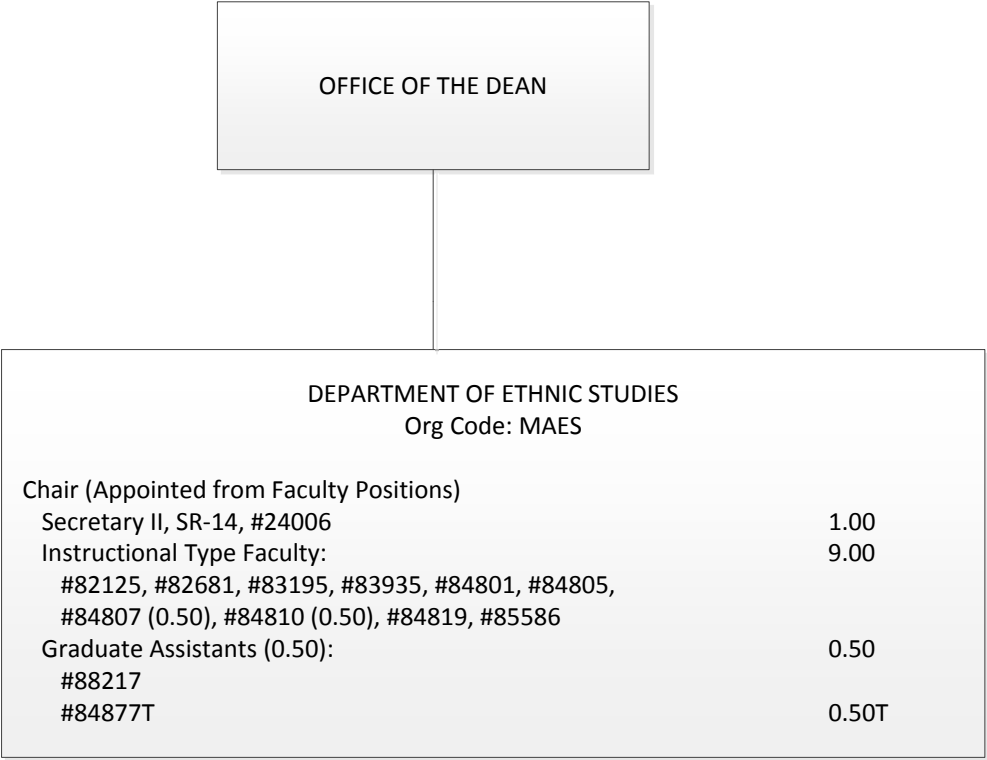 OFFICE OF THE DEAN
DEPARTMENT OF ETHNIC STUDIES
Org Code: MAES
Chair (Appointed from Faculty Positions)
Secretary II, SR-14, #24006 1.00
Instructional Type Faculty: 9.00
#82125, #82681, #83195, #83935, #84801, #84805,
#84807 (0.50), #84810 (0.50), #84819, #85586
Graduate Assistants (0.50): 0.50
#88217
#84877T 0.50T